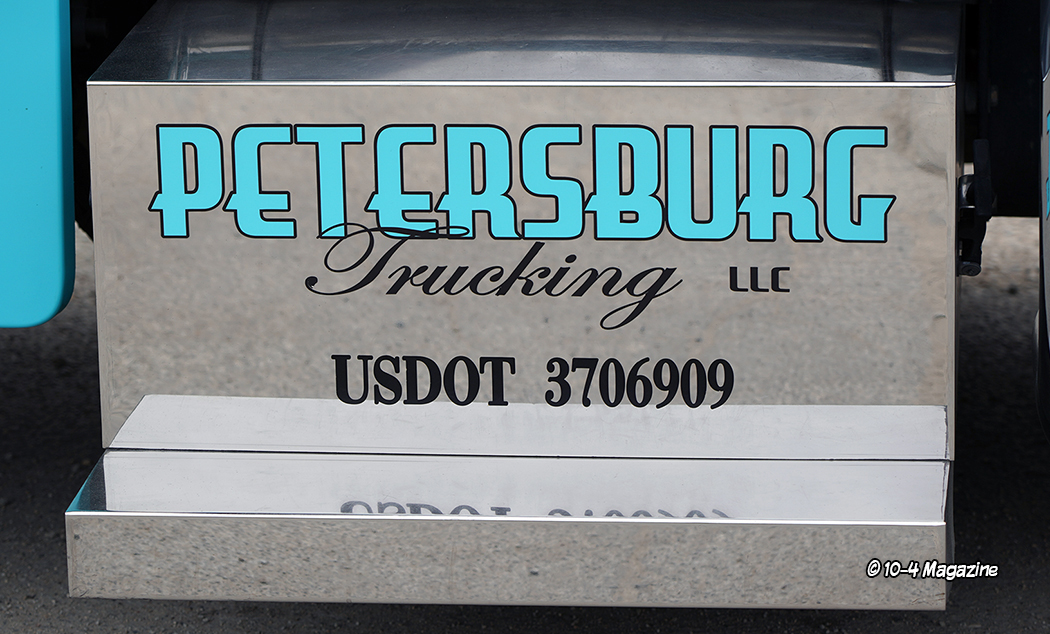 PETERSBURG
Trucking LLC
USDOT 3706909
© 10-4 Magazine